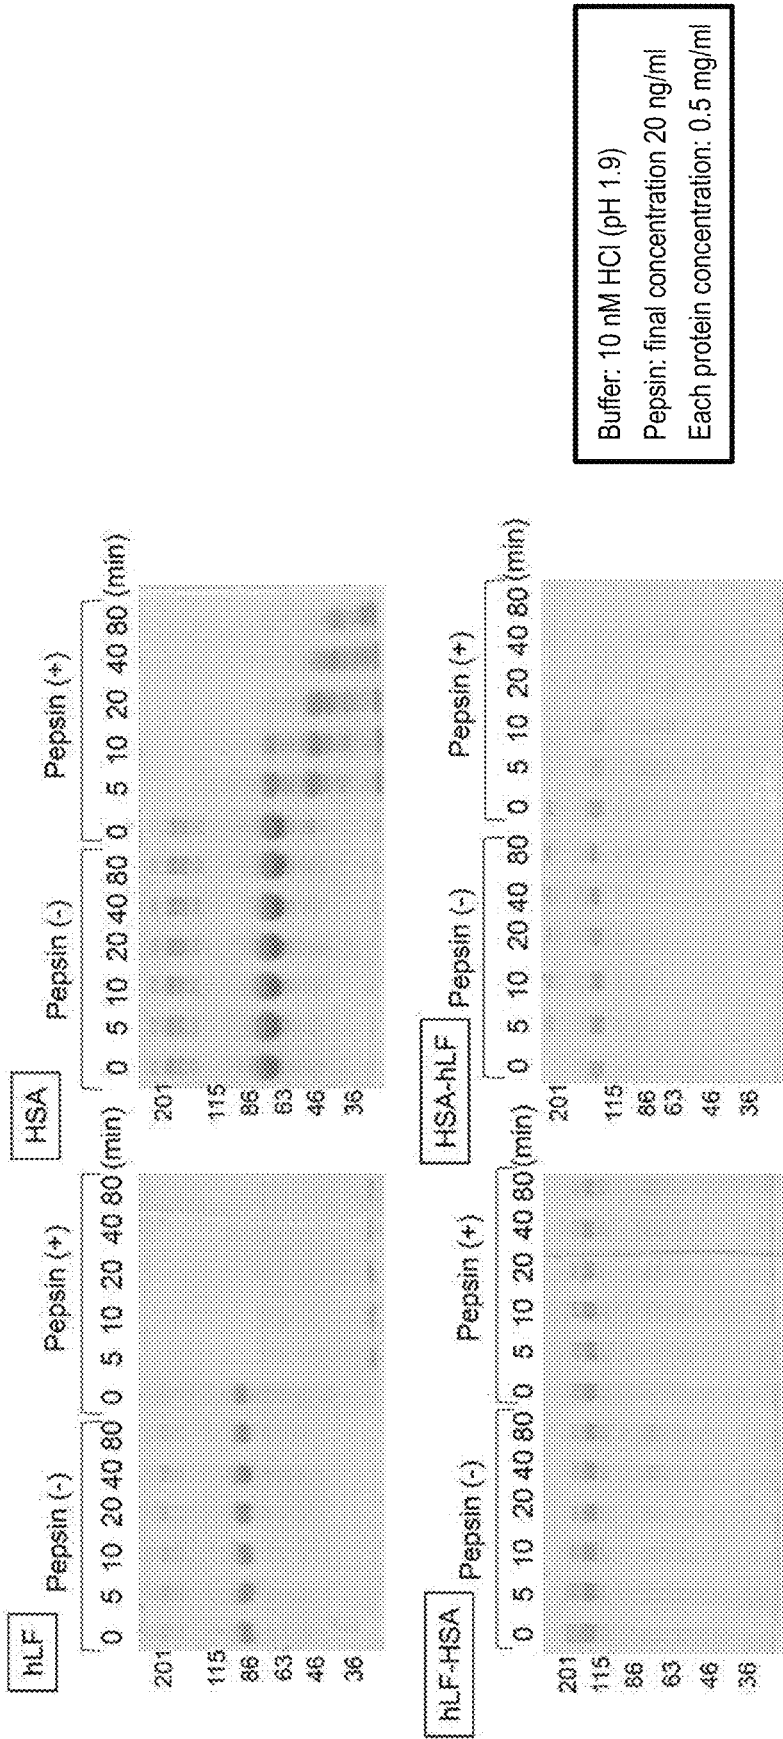 hLF
Pepsin (-) Pepsin (+)
0 5 10 20 40 80 0 5 10 20 40 80 (min)
201
115
86
63
46
36
HSA
Pepsin (-) Pepsin (+)
0 5 10 20 40 80 0 5 10 20 40 80 (min)
201
115
86
63
46
36
hLF-HSA
Pepsin (-) Pepsin (+)
0 5 10 20 40 80 0 5 10 20 40 80 (min)
201
115
86
63
46
36
HSA-hLF
Pepsin (-) Pepsin (+)
0 5 10 20 40 80 0 5 10 20 40 80 (min)
201
115
86
63
46
36
Buffer: 10 nM HCl (pH 1.9)
Pepsin: final concentration 20 ng/ml
Each protein concentration: 0.5 mg/ml